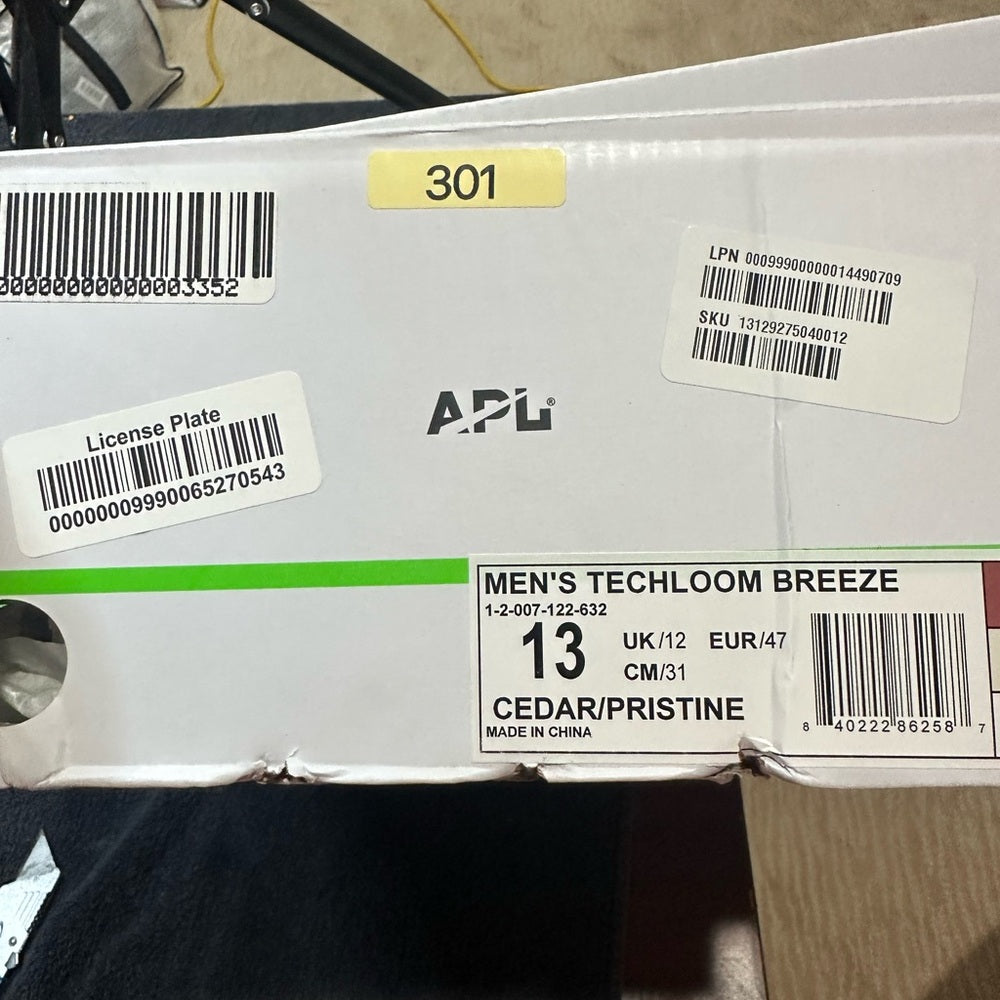 301
0000000000000003352
LPN 00099900000014490709
SKU 13129275040012
APL®
License Plate
00000009990065270543
MEN'S TECHLOOM BREEZE
1-2-007-122-632
13
UK/12 EUR/47
CM/31
CEDAR/PRISTINE
MADE IN CHINA
8 40222 86258 7